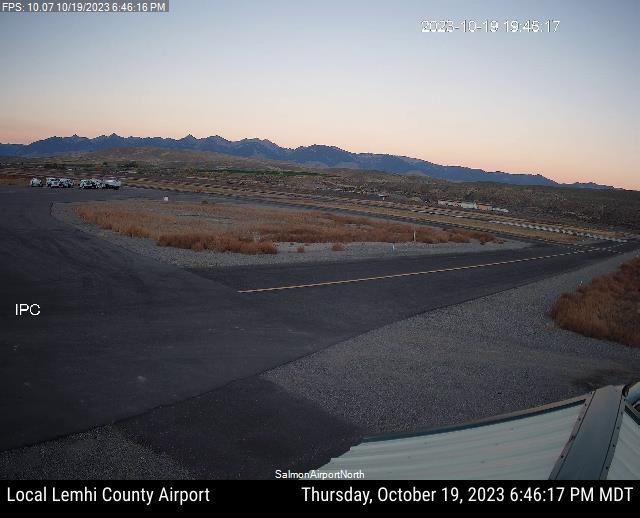 FPS: 10.07 10/19/2023 6:46:16 PM
2023-10-19 19:45:17
IPC
SalmonAirportNorth
Local Lemhi County Airport
Thursday, October 19, 2023 6:46:17 PM MDT